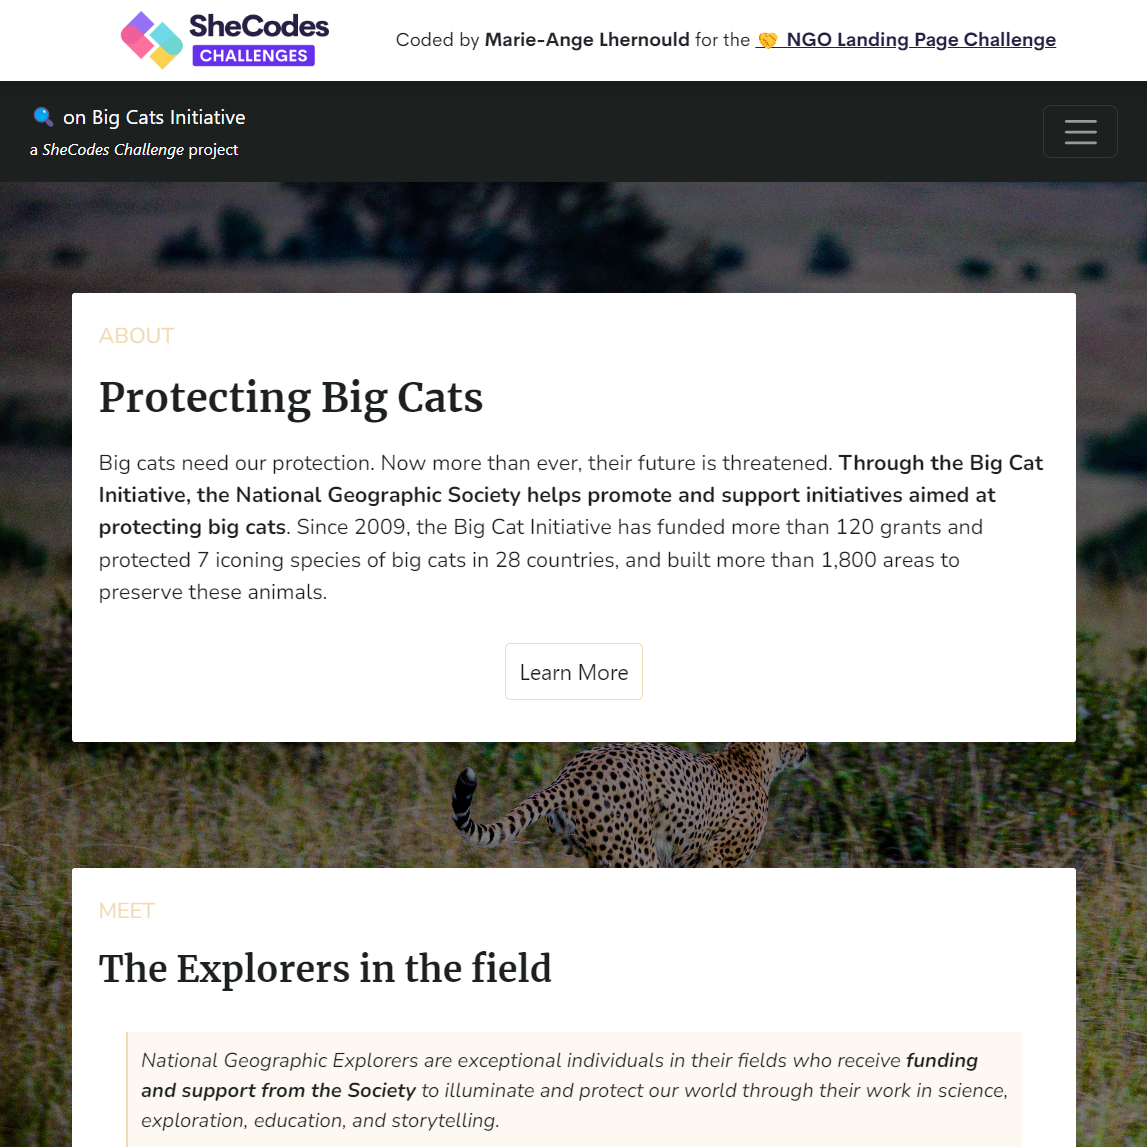 SheCodes
CHALLENGES
Coded by Marie-Ange Lhernould for the 🤝 NGO Landing Page Challenge
🔍 on Big Cats Initiative
a SheCodes Challenge project
ABOUT
Protecting Big Cats
Big cats need our protection. Now more than ever, their future is threatened. Through the Big Cat
Initiative, the National Geographic Society helps promote and support initiatives aimed at
protecting big cats. Since 2009, the Big Cat Initiative has funded more than 120 grants and
protected 7 iconing species of big cats in 28 countries, and built more than 1,800 areas to
preserve these animals.
Learn More
MEET
The Explorers in the field
National Geographic Explorers are exceptional individuals in their fields who receive funding
and support from the Society to illuminate and protect our world through their work in science,
exploration, education, and storytelling.